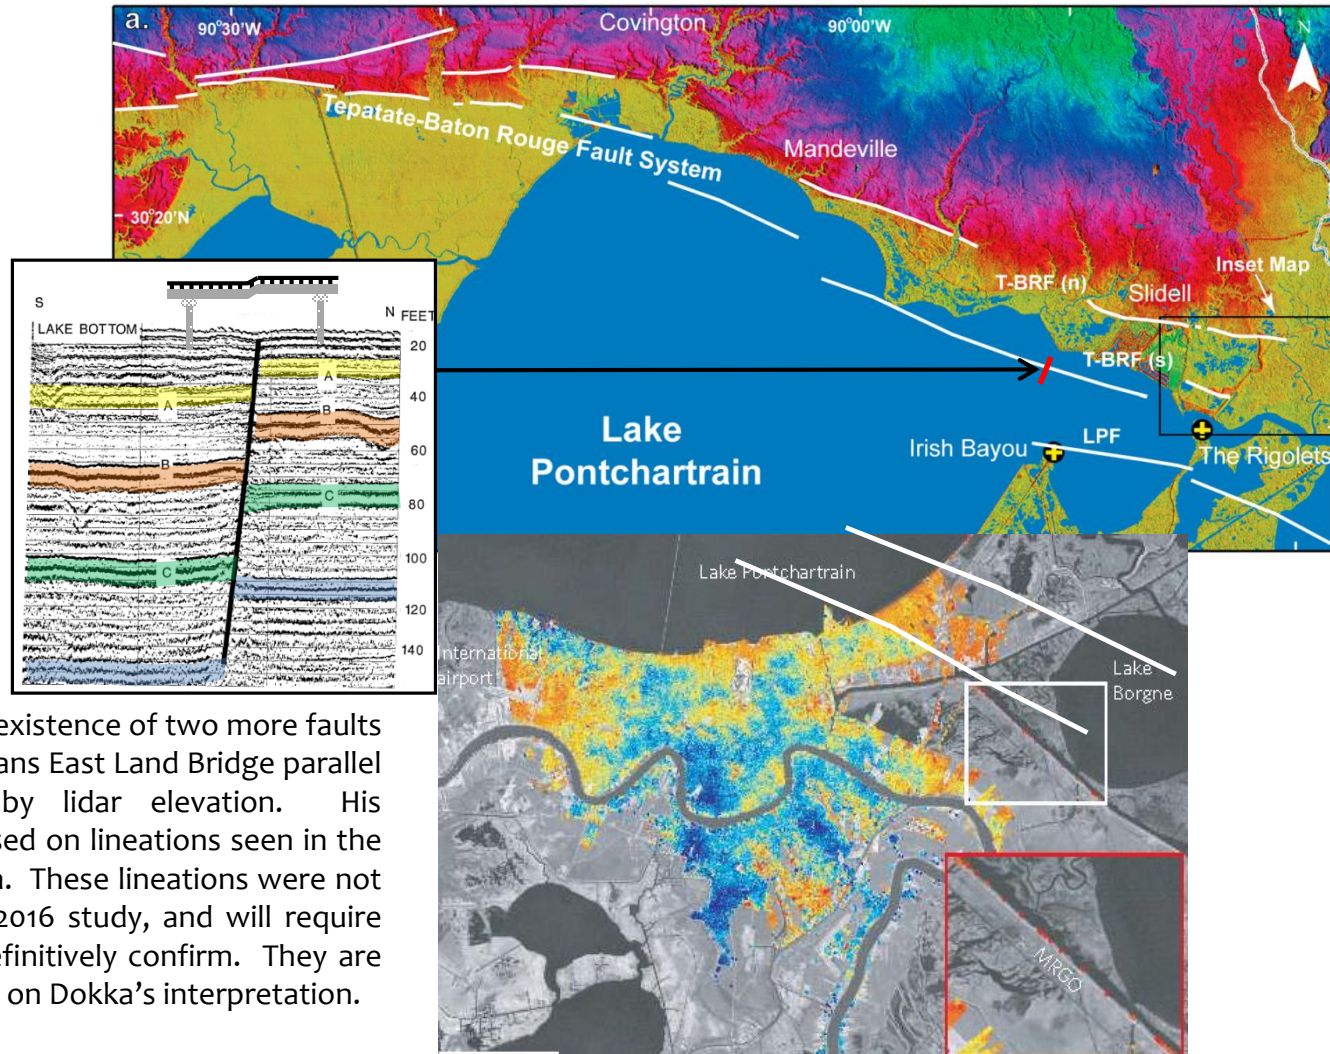 a.
90°30'W
Covington
90°00'W
N
Tepatate-Baton Rouge Fault System
Mandeville
30°20'N
Inset Map
T-BRF (n)
Slidell
T-BRF (s)
Lake
Pontchartrain
Irish Bayou
LPF
The Rigolets
S
N FEET
LAKE BOTTOM
20
A
40
A
B
60
B
C
80
100
C
120
140
Lake Pontchartrain
International
airport
Lake
Borgne
MRGO
existence of two more faults
ans East Land Bridge parallel
by lidar elevation. His
sed on lineations seen in the
. These lineations were not
2016 study, and will require
efinitively confirm. They are
on Dokka's interpretation.